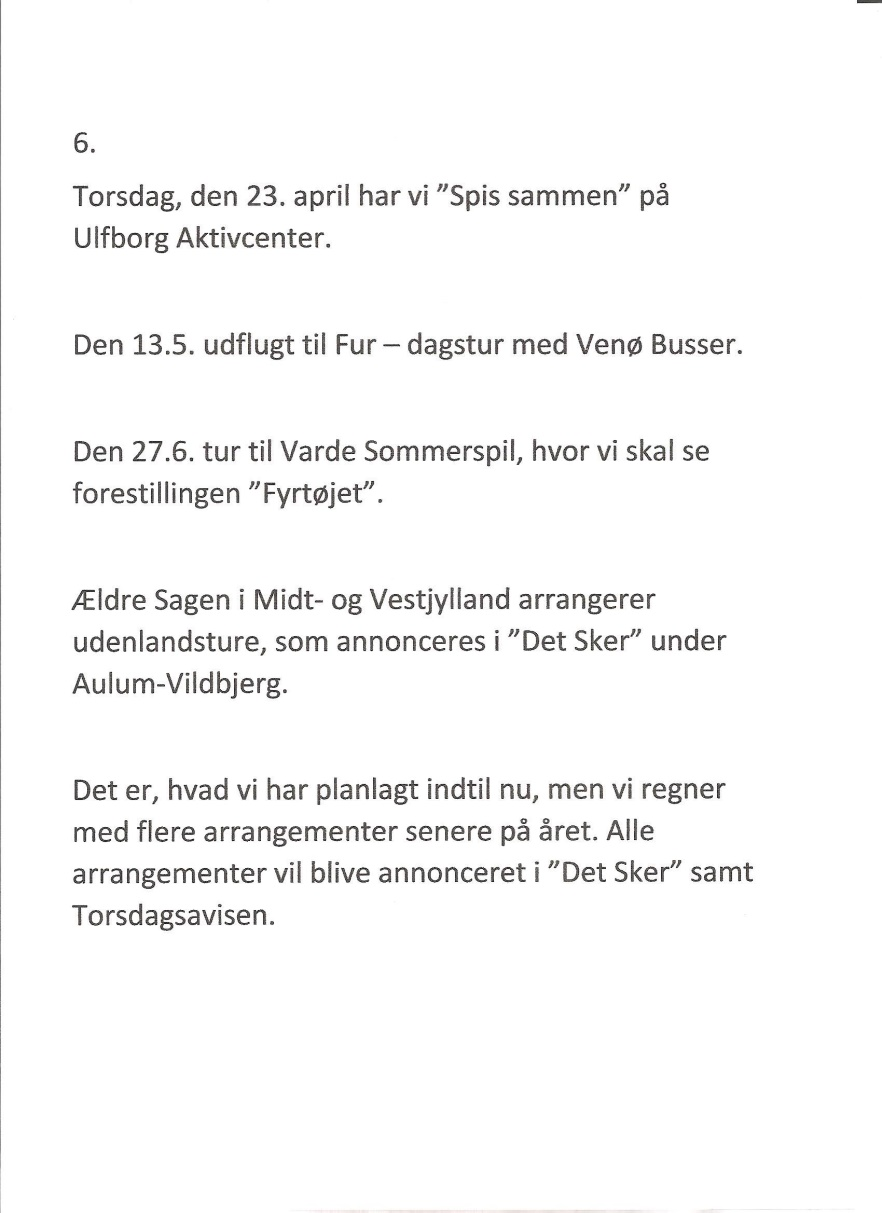 6.
Torsdag, den 23. april har vi ”Spis sammen” på
Ulfborg Aktivcenter.
Den 13.5. udflugt til Fur – dagstur med Venø Busser.
Den 27.6. tur til Varde Sommerspil, hvor vi skal se
forestillingen ”Fyrtøjet”.
Ældre Sagen i Midt- og Vestjylland arrangerer
udenlandsture, som annonceres i ”Det Sker” under
Aulum-Vildbjerg.
Det er, hvad vi har planlagt indtil nu, men vi regner
med flere arrangementer senere på året. Alle
arrangementer vil blive annonceret i ”Det Sker” samt
Torsdagsavisen.